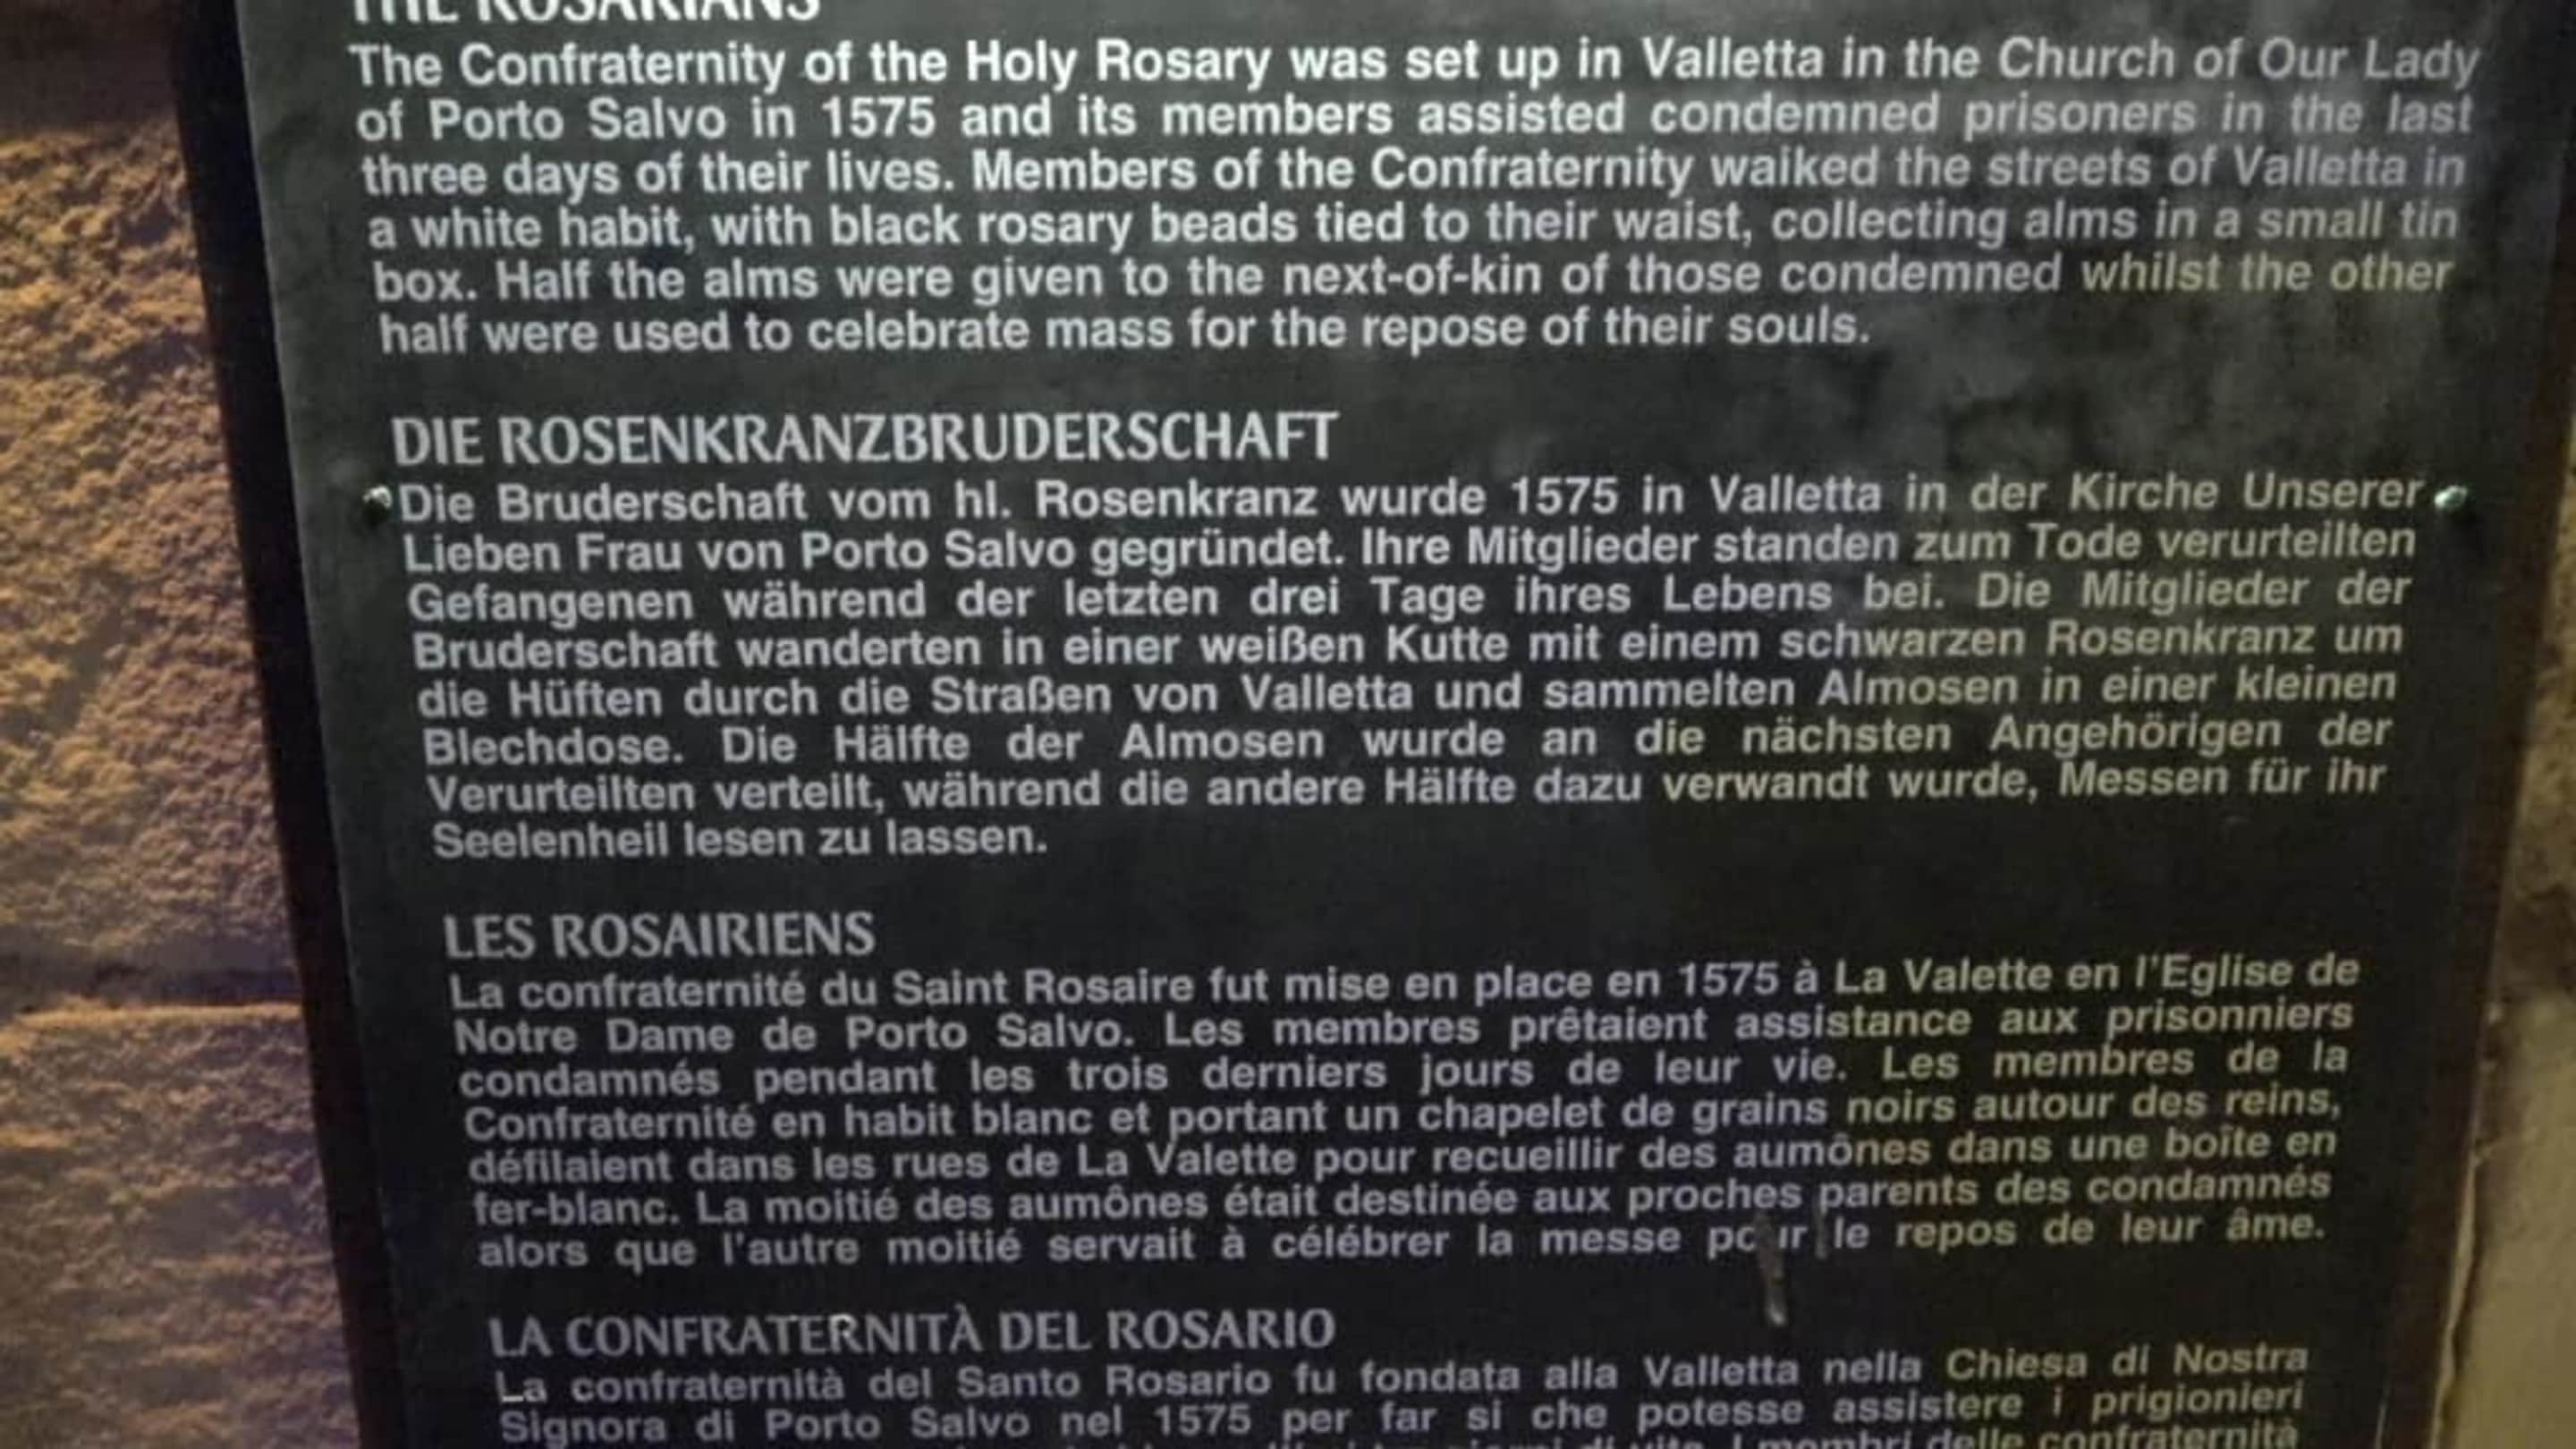 THE ROSARIANS
The Confraternity of the Holy Rosary was set up in Valletta in the Church of Our Lady
of Porto Salvo in 1575 and its members assisted condemned prisoners in the last
three days of their lives. Members of the Confraternity walked the streets of Valletta in
a white habit, with black rosary beads tied to their waist, collecting alms in a small tin
box. Half the alms were given to the next-of-kin of those condemned whilst the other
half were used to celebrate mass for the repose of their souls.
DIE ROSENKRANZBRUDERSCHAFT
Die Bruderschaft vom hl. Rosenkranz wurde 1575 in Valletta in der Kirche Unserer
Lieben Frau von Porto Salvo gegründet. Ihre Mitglieder standen zum Tode verurteilten
Gefangenen während der letzten drei Tage ihres Lebens bei. Die Mitglieder der
Bruderschaft wanderten in einer weißen Kutte mit einem schwarzen Rosenkranz um
die Hüften durch die Straßen von Valletta und sammelten Almosen in einer kleinen
Blechdose. Die Hälfte der Almosen wurde an die nächsten Angehörigen der
Verurteilten verteilt, während die andere Hälfte dazu verwandt wurde, Messen für ihr
Seelenheil lesen zu lassen.
LES ROSAIRIENS
La confraternité du Saint Rosaire fut mise en place en 1575 à La Valette en l'Eglise de
Notre Dame de Porto Salvo. Les membres prêtaient assistance aux prisonniers
condamnés pendant les trois derniers jours de leur vie. Les membres de la
Confraternité en habit blanc et portant un chapelet de grains noirs autour des reins,
défilaient dans les rues de La Valette pour recueillir des aumônes dans une boîte en
fer-blanc. La moitié des aumônes était destinée aux proches parents des condamnés
alors que l'autre moitié servait à célébrer la messe pour le repos de leur âme.
LA CONFRATERNITÀ DEL ROSARIO
La confraternità del Santo Rosario fu fondata alla Valletta nella Chiesa di Nostra
Signora di Porto Salvo nel 1575 per far si che potesse assistere i prigionieri
di vita. I membri delle confraternità